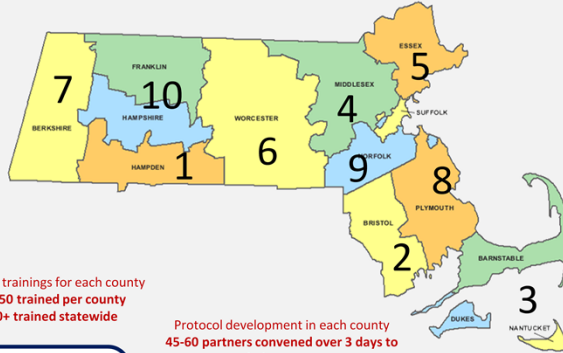 ESSEX
5
FRANKLIN
7
10
MIDDLESEX
4
SUFFOLK
HAMPSHIRE
BERKSHIRE
WORCESTER
6
HAMPDEN
1
9
8
PLYMOUTH
BRISTOL
2
BARNSTABLE
3
DUKES
NANTUCKET
trainings for each county
50 trained per county
trained statewide
Protocol development in each county
45-60 partners convened over 3 days to